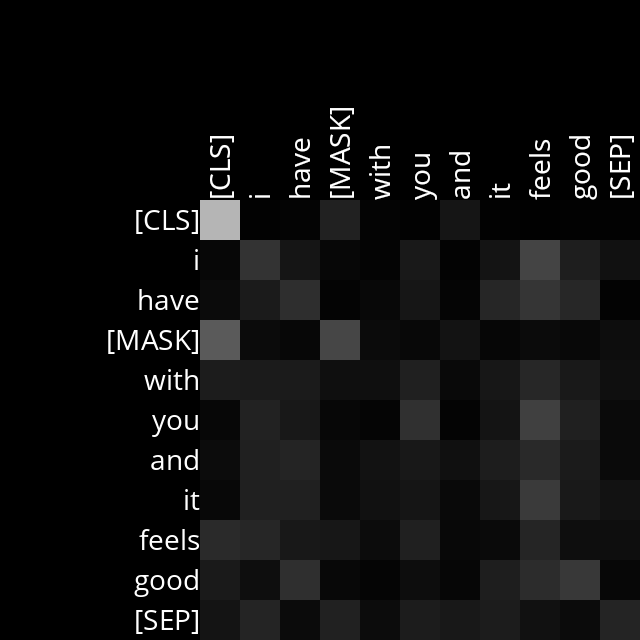 [CLS] i have [MASK] with you and it feels good [SEP]
[CLS]
i
have
[MASK]
with
you
and
it
feels
good
[SEP]